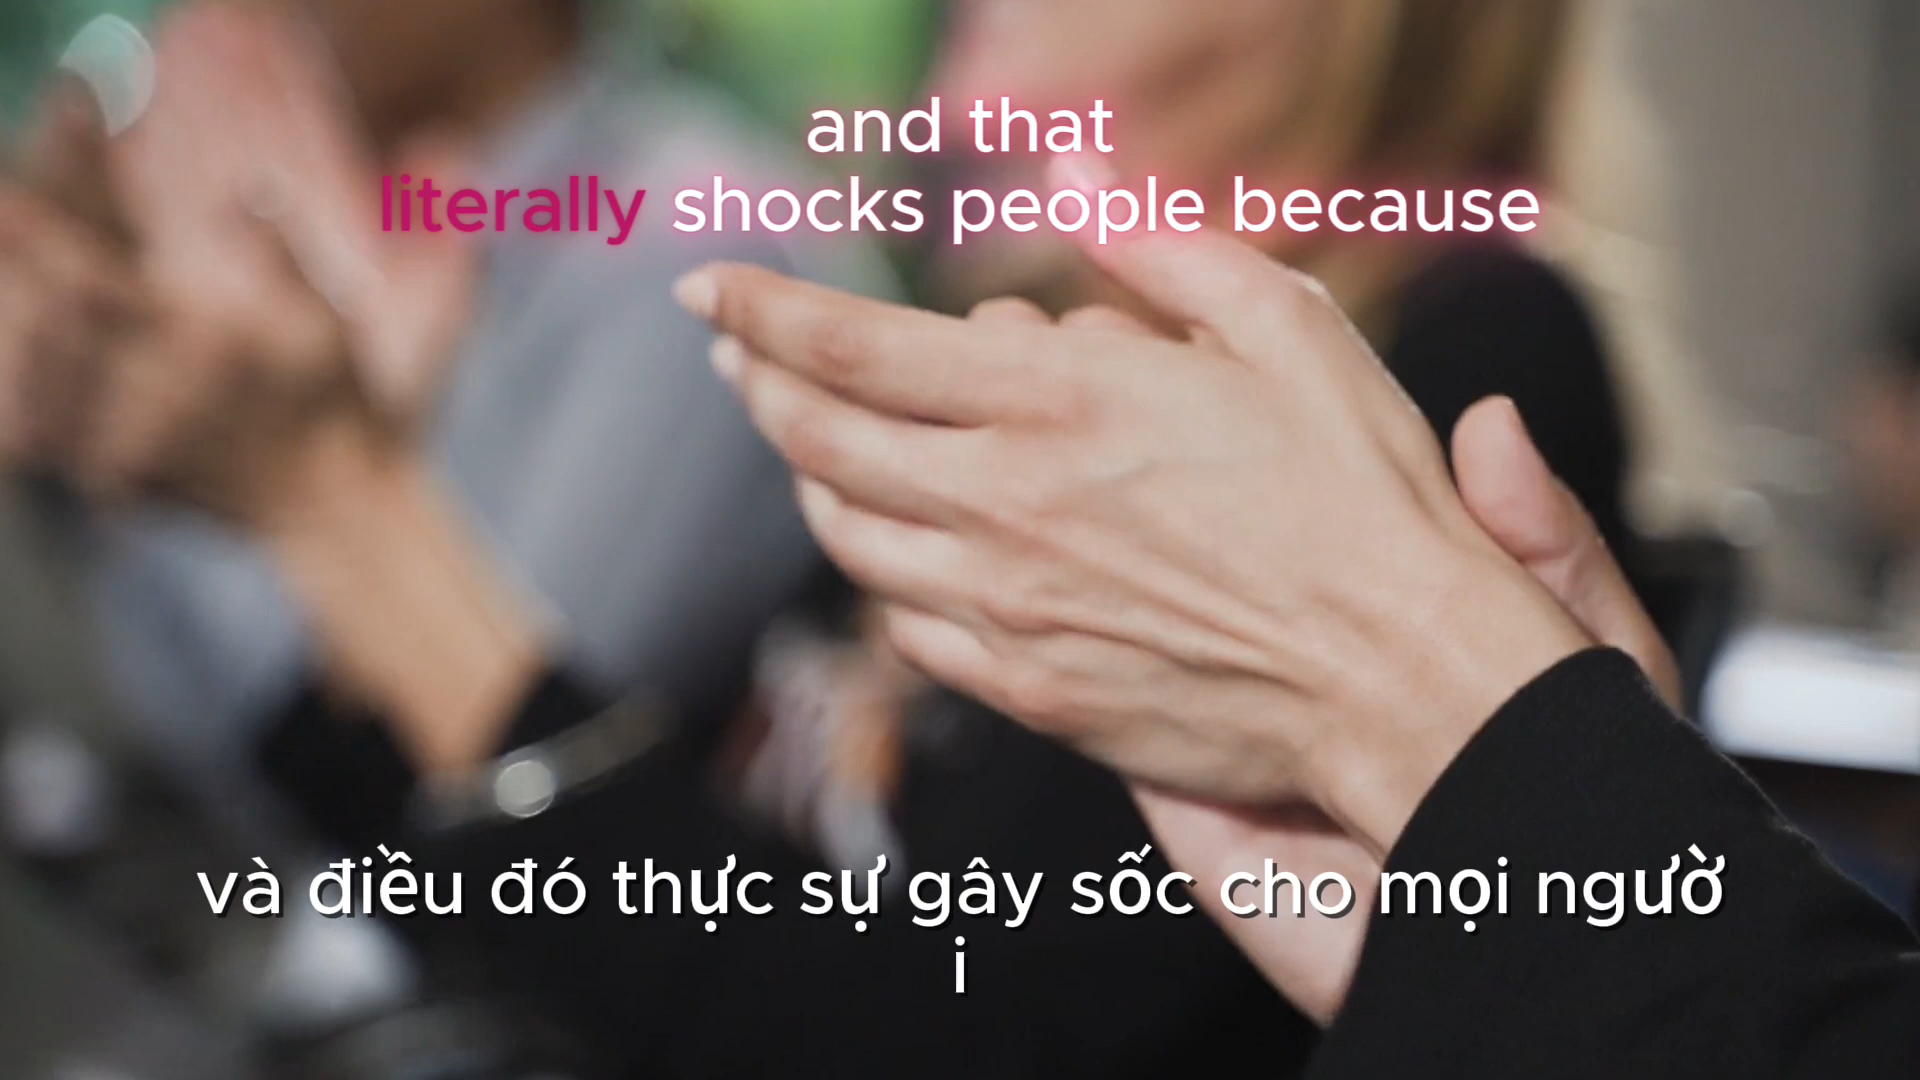 and that
literally shocks people because
và điều đó thực sự gây sốc cho mọi ngườ
i